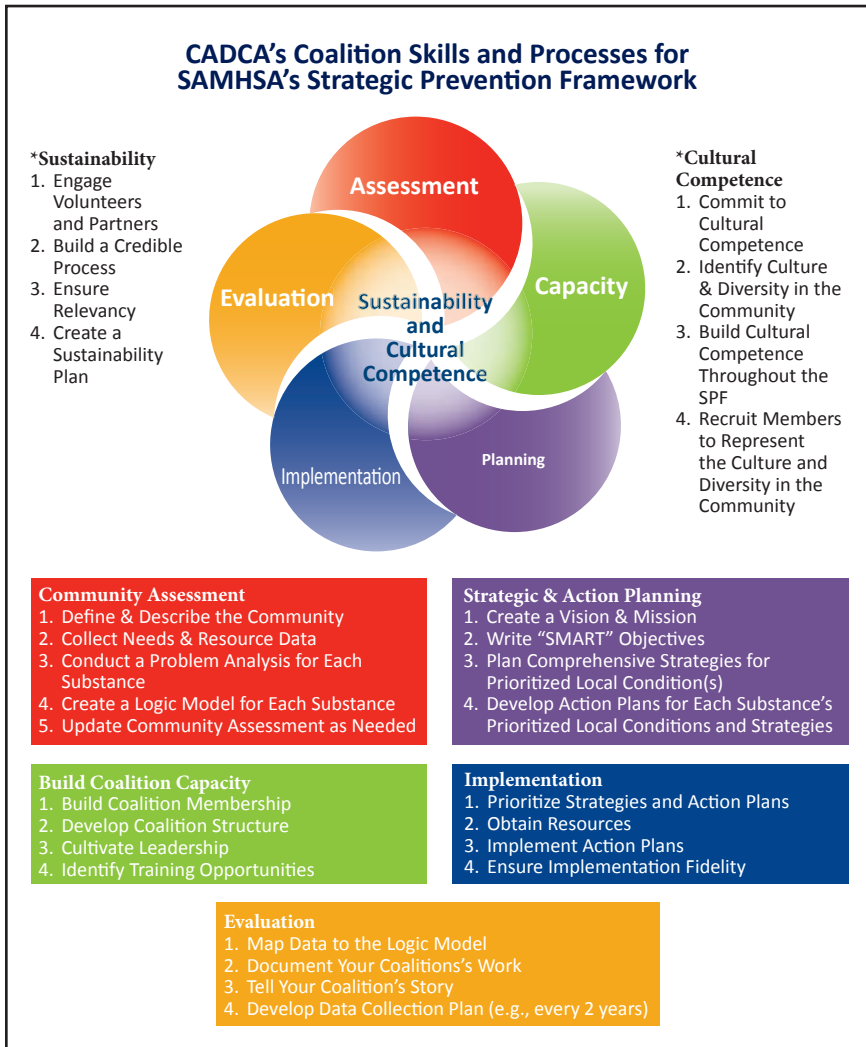 CADCA's Coalition Skills and Processes for
SAMHSA's Strategic Prevention Framework
*Sustainability
1. Engage
Volunteers
and Partners
2. Build a Credible
Process
3. Ensure
Relevancy
4. Create a
Sustainability
Plan
Assessment
Evaluation
Capacity
Sustainability
and
Cultural
Competence
Implementation
Planning
*Cultural
Competence
1. Commit to
Cultural
Competence
2. Identify Culture
& Diversity in the
Community
3. Build Cultural
Competence
Throughout the
SPF
4. Recruit Members
to Represent
the Culture and
Diversity in the
Community
Community Assessment
1. Define & Describe the Community
2. Collect Needs & Resource Data
3. Conduct a Problem Analysis for Each
Substance
4. Create a Logic Model for Each Substance
5. Update Community Assessment as Needed
Strategic & Action Planning
1. Create a Vision & Mission
2. Write “SMART” Objectives
3. Plan Comprehensive Strategies for
Prioritized Local Condition(s)
4. Develop Action Plans for Each Substance's
Prioritized Local Conditions and Strategies
Build Coalition Capacity
1. Build Coalition Membership
2. Develop Coalition Structure
3. Cultivate Leadership
4. Identify Training Opportunities
Implementation
1. Prioritize Strategies and Action Plans
2. Obtain Resources
3. Implement Action Plans
4. Ensure Implementation Fidelity
Evaluation
1. Map Data to the Logic Model
2. Document Your Coalitions's Work
3. Tell Your Coalition's Story
4. Develop Data Collection Plan (e.g., every 2 years)